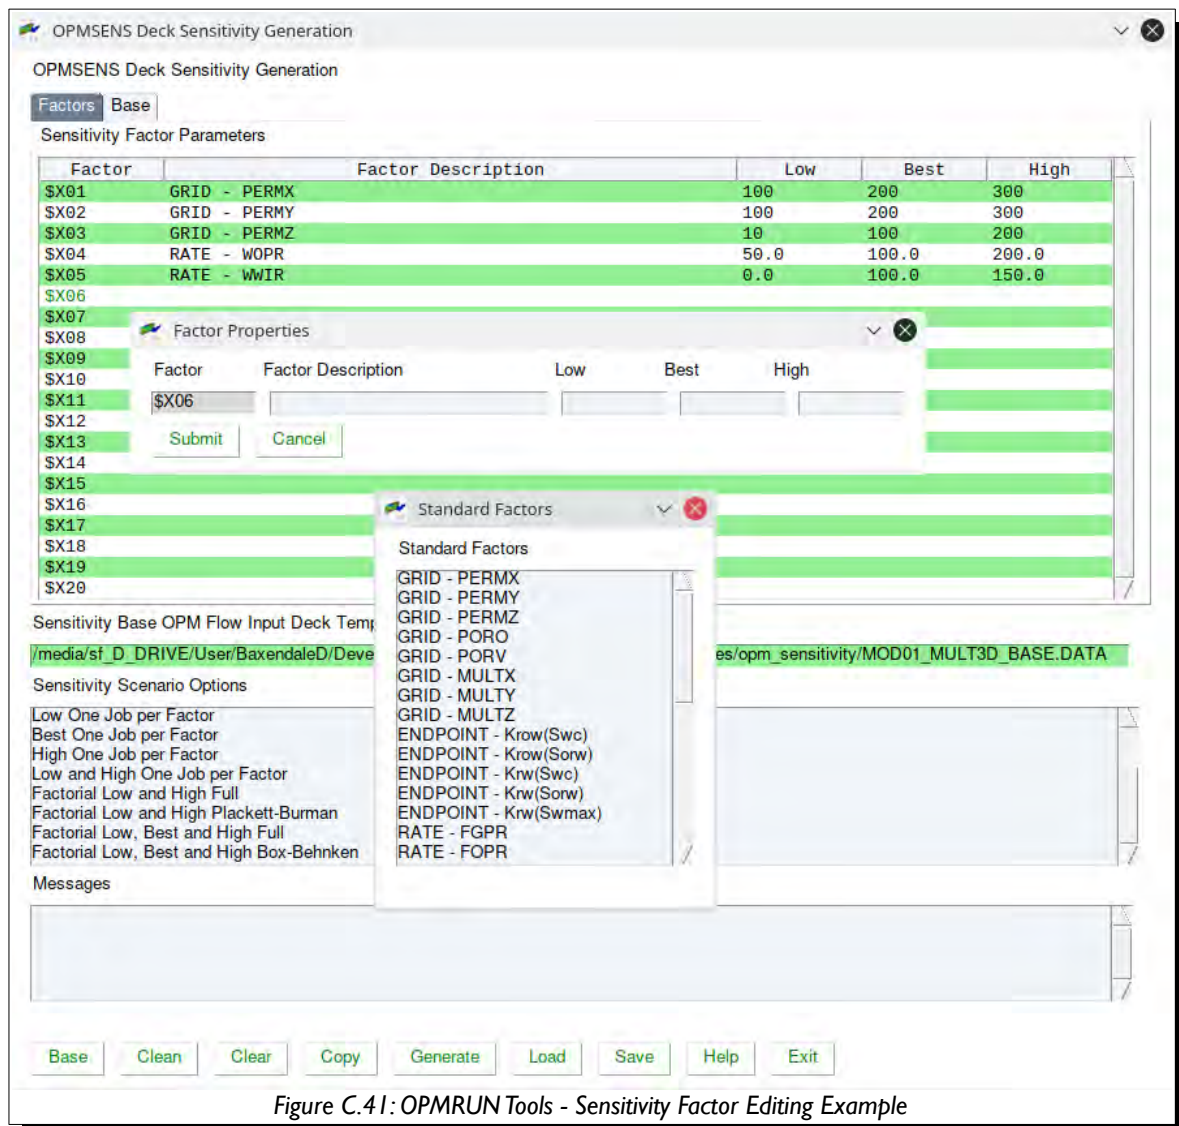 OPMSENS Deck Sensitivity Generation
OPMSENS Deck Sensitivity Generation
Factors Base
Sensitivity Factor Parameters
Factor Factor Description Low Best High
$X01 GRID - PERMX 100 200 300
$X02 GRID - PERMY 100 200 300
$X03 GRID - PERMZ 10 100 200
$X04 RATE - WOPR 50.0 100.0 200.0
$X05 RATE - WWIR 0.0 100.0 150.0
$X06
$X07
$X08
$X09
$X10
$X11
$X12
$X13
$X14
$X15
$X16
$X17
$X18
$X19
$X20
Factor Properties
Factor Factor Description Low Best High
$X06
Submit Cancel
Standard Factors
Standard Factors
GRID - PERMX
GRID - PERMY
GRID - PERMZ
GRID - PORO
GRID - PORV
GRID - MULTX
GRID - MULTY
GRID - MULTZ
ENDPOINT - Krow(Swc)
ENDPOINT - Krow(Sorw)
ENDPOINT - Krw(Swc)
ENDPOINT - Krw(Sorw)
ENDPOINT - Krw(Swmax)
RATE - FGPR
RATE - FOPR
Sensitivity Base OPM Flow Input Deck Temp
/media/sf_D_DRIVE/User/BaxendaleD/Deve es/opm_sensitivity/MOD01_MULT3D_BASE.DATA
Sensitivity Scenario Options
Low One Job per Factor
Best One Job per Factor
High One Job per Factor
Low and High One Job per Factor
Factorial Low and High Full
Factorial Low and High Plackett-Burman
Factorial Low, Best and High Full
Factorial Low, Best and High Box-Behnken
Messages
Base Clean Clear Copy Generate Load Save Help Exit
Figure C.41: OPMRUN Tools - Sensitivity Factor Editing Example